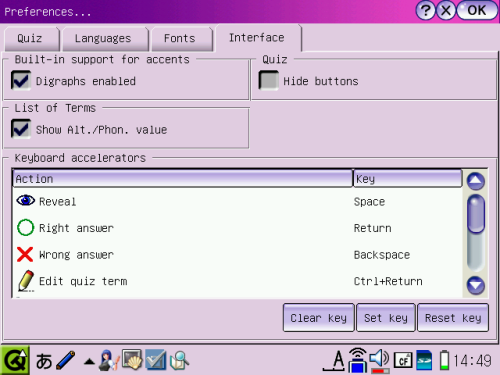 Preferences...
? X OK
Quiz Languages Fonts Interface
Built-in support for accents
Digraphs enabled
Quiz
Hide buttons
List of Terms
Show Alt./Phon. value
Keyboard accelerators
Action Key
Reveal Space
Right answer Return
Wrong answer Backspace
Edit quiz term Ctrl+Return
Clear key Set key Reset key
あ A CF 14:49